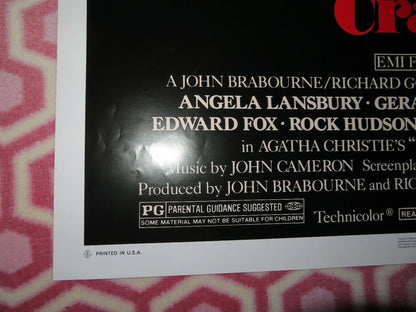 Cra
EMI F
A JOHN BRABOURNE/RICHARD G
ANGELA LANSBURY · GERA
EDWARD FOX · ROCK HUDSON
in AGATHA CHRISTIE'S "
Music by JOHN CAMERON Screenpla
Produced by JOHN BRABOURNE and RIC
PG PARENTAL GUIDANCE SUGGESTED
SOME MATERIAL MAY NOT BE SUITABLE FOR CHILDREN
Technicolor® REA
PRINTED IN U.S.A.